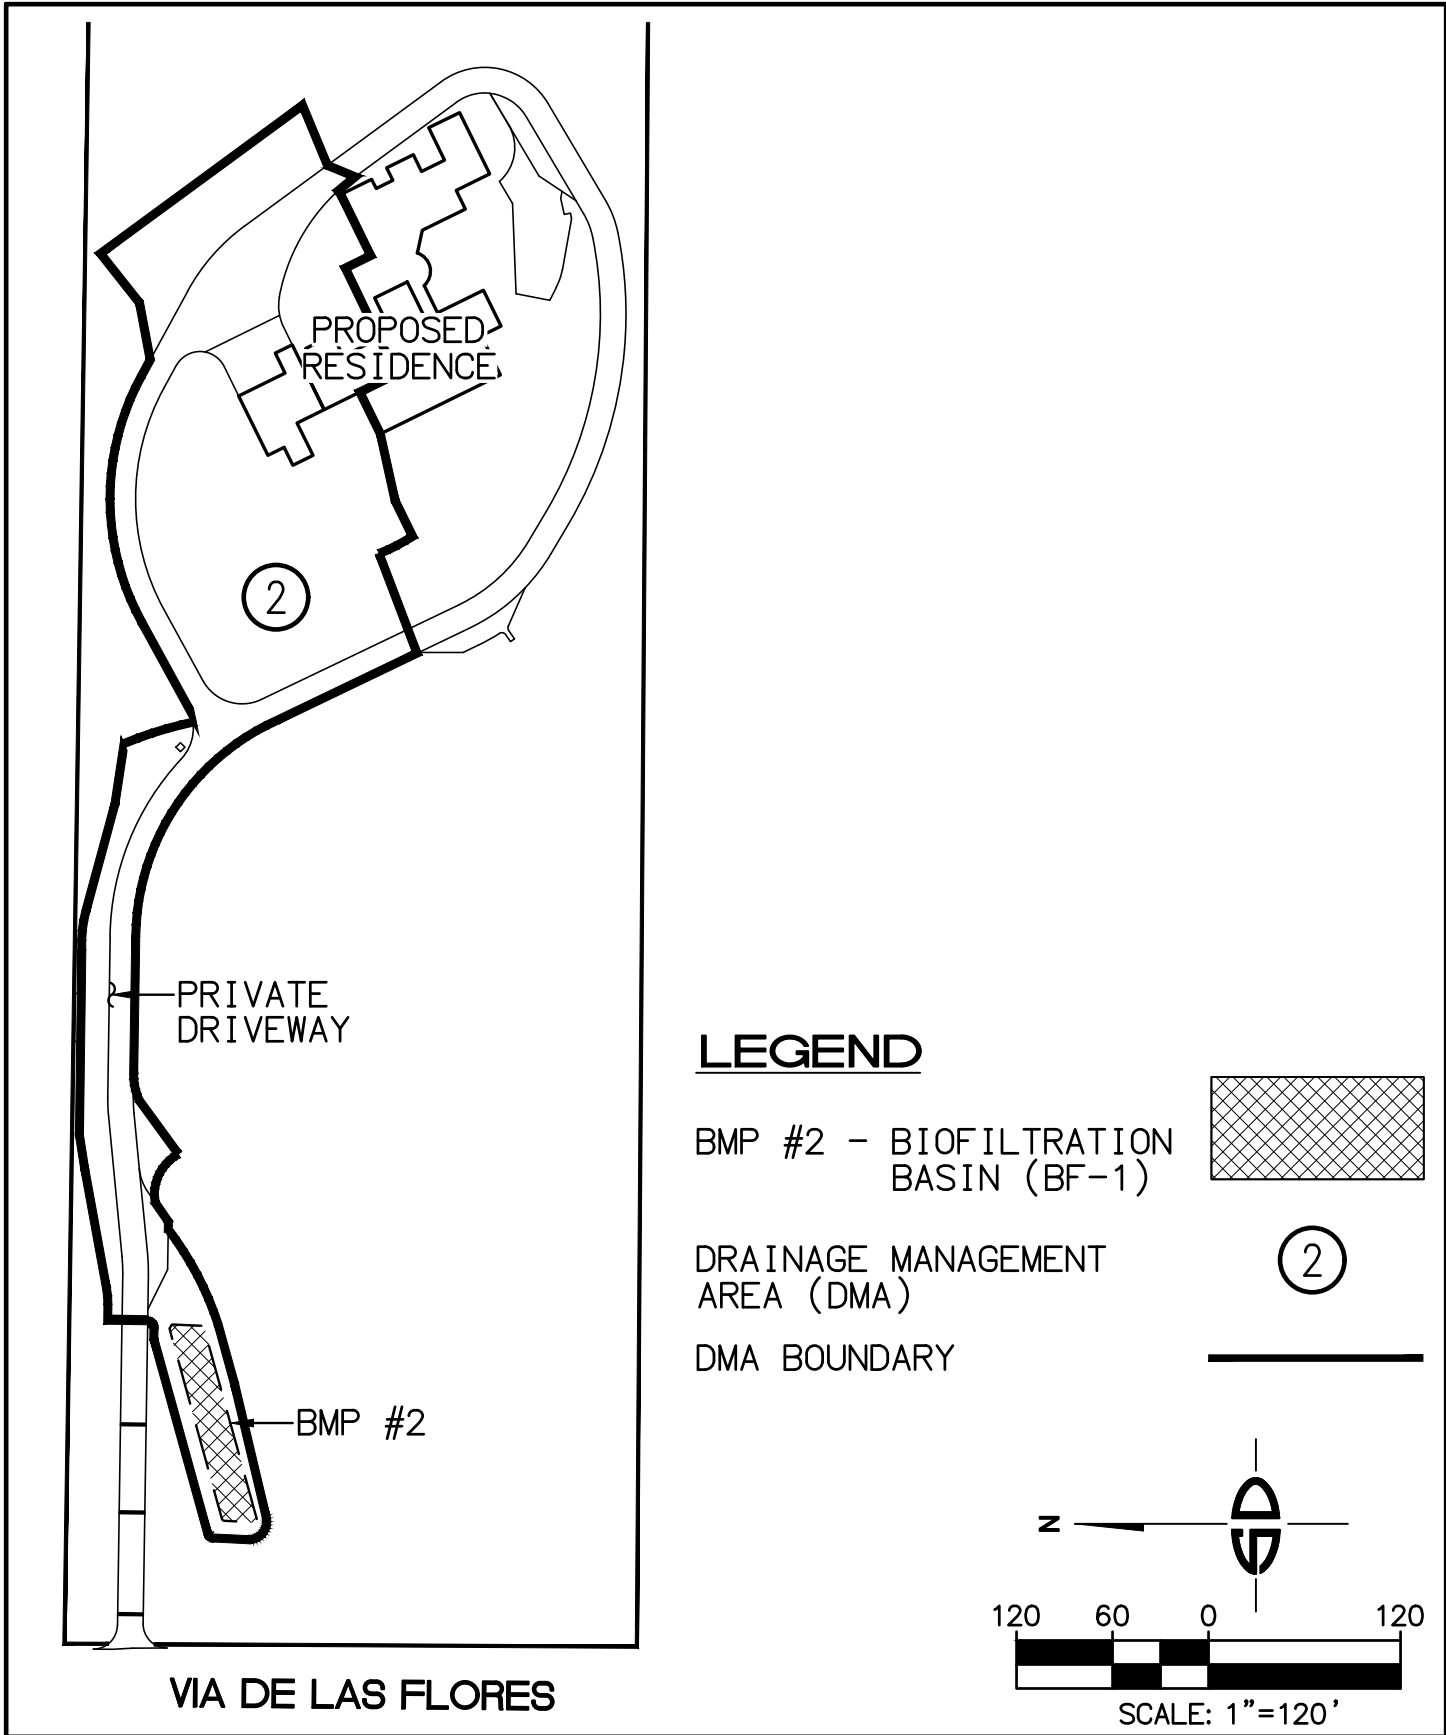 PROPOSED
RESIDENCE
2
PRIVATE
DRIVEWAY
LEGEND
BMP #2 - BIOFILTRATION
BASIN (BF-1)
DRAINAGE MANAGEMENT
AREA (DMA)
2
DMA BOUNDARY
BMP #2
N
120 60 0 120
SCALE: 1"=120'
VIA DE LAS FLORES